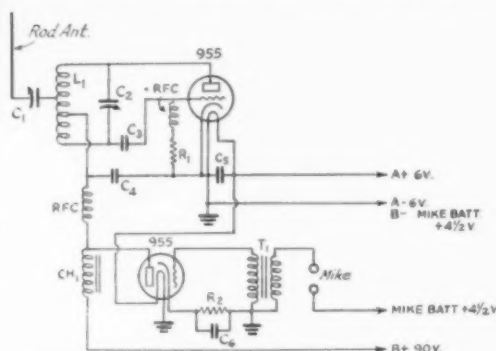 Rod Ant.
955
L1
C2
RFC
C1
C3
R1
C4
C5
A+ 6V.
A-6V.
B- MIKE BATT
+4½V
RFC
955
T1
CH1
Mike
R2
C6
MIKE BATT +4½V
B+ 90V.